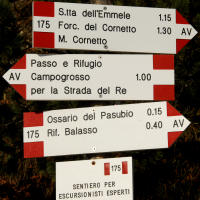 S.tta dell'Emmele 1.15
175 Forc. del Cornetto 1.30 AV
M. Cornetto
Passo e Rifugio
AV Campogrosso 1.00
per la Strada del Re
Ossario del Pasubio 0.15
175 Rif. Balasso 0.40 AV
175
SENTIERO PER
ESCURSIONISTI ESPERTI